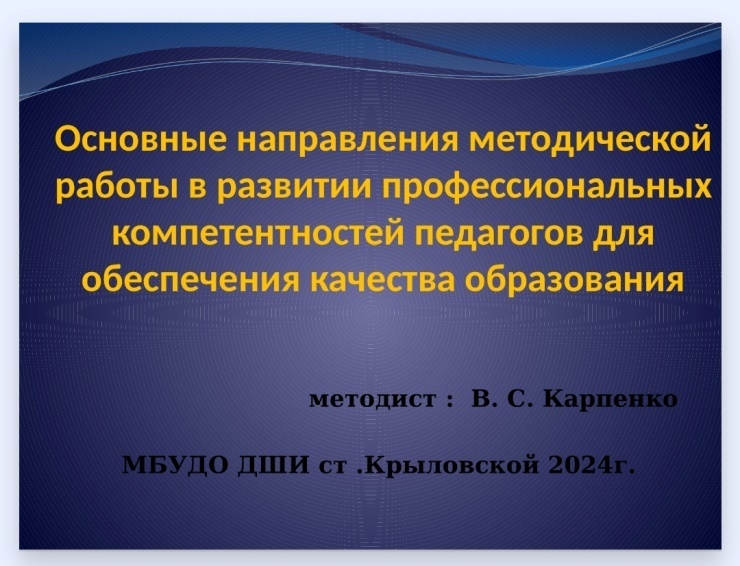 Основные направления методической
работы в развитии профессиональных
компетентностей педагогов для
обеспечения качества образования
методист :  В. С. Карпенко
МБУДО ДШИ ст .Крыловской 2024г.